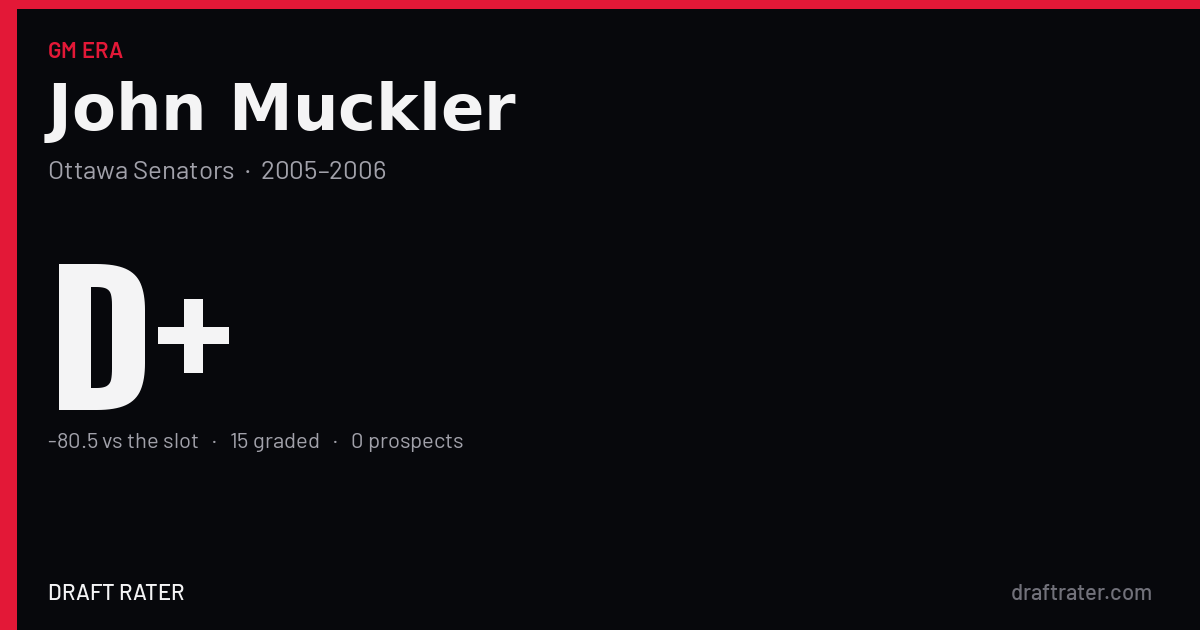 GM ERA
John Muckler
Ottawa Senators · 2005–2006
D+
-80.5 vs the slot · 15 graded · 0 prospects
DRAFT RATER
draftrater.com